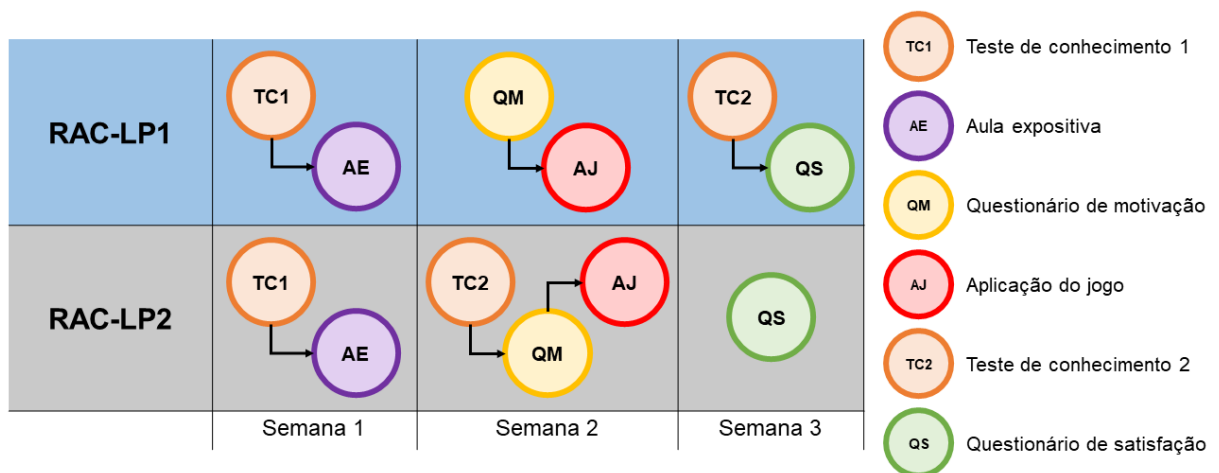 RAC-LP1
TC1
AE
QM
AJ
TC2
QS
RAC-LP2
TC1
AE
TC2
QM
AJ
QS
Semana 1
Semana 2
Semana 3
TC1 Teste de conhecimento 1
AE Aula expositiva
QM Questionário de motivação
AJ Aplicação do jogo
TC2 Teste de conhecimento 2
QS Questionário de satisfação